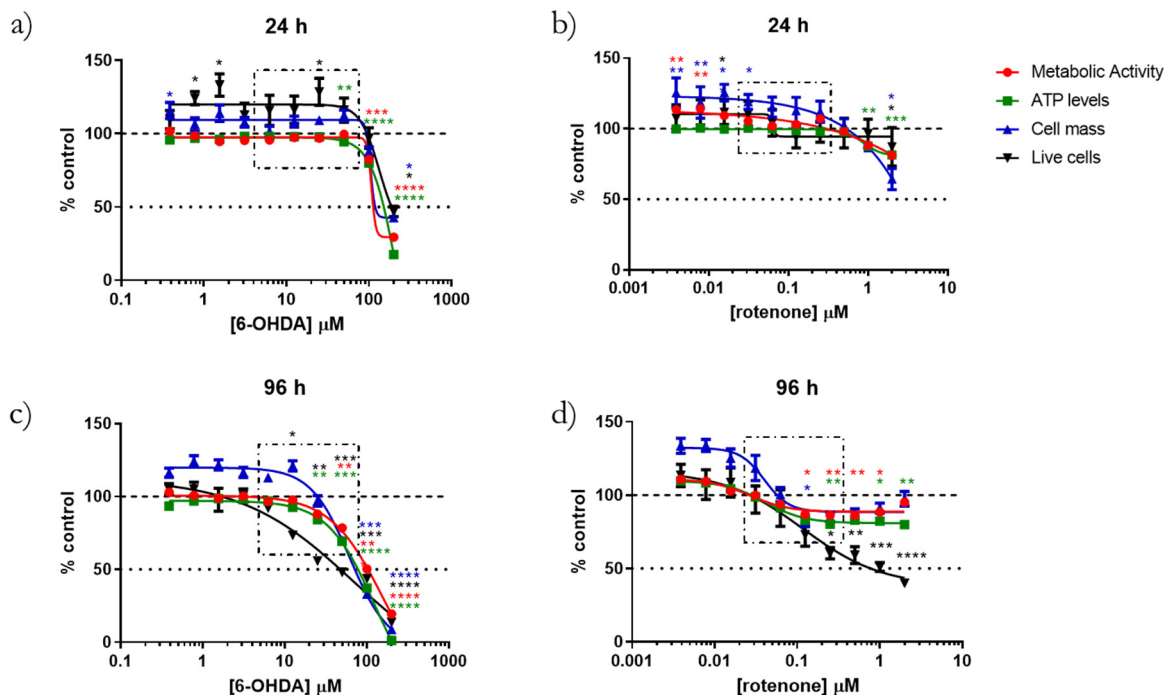 a)
24 h
150
100
50
0
% control
0.1 1 10 100 1000
[6-OHDA] µM
* * * * **
***
****
*
*
****
****
b)
24 h
150
100
50
0
% control
0.001 0.01 0.1 1 10
[rotenone] µM
** ** * *
** ** *
** *
*** 
Metabolic Activity
ATP levels
Cell mass
Live cells
c)
96 h
150
100
50
0
% control
0.1 1 10 100 1000
[6-OHDA] µM
*
** ***
** **
***
***
***
**
****
****
****
****
****
d)
96 h
150
100
50
0
% control
0.001 0.01 0.1 1 10
[rotenone] µM
* ** ** * **
* ** *
* ** *** ****